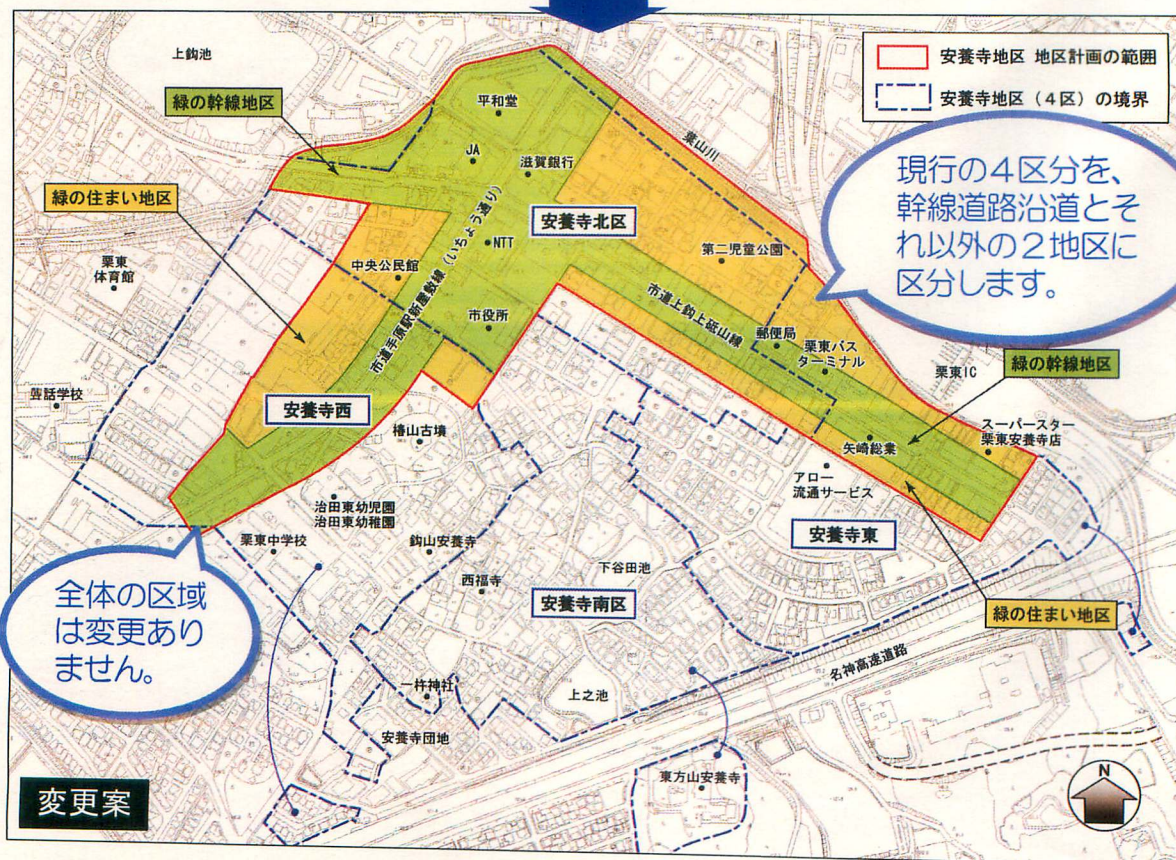 上鈎池
緑の幹線地区
緑の住まい地区
平和堂
JA
滋賀銀行
葉山川
安養寺地区 地区計画の範囲
安養寺地区（4区）の境界
現行の4区分を、
幹線道路沿道とそ
れ以外の2地区に
区分します。
安養寺北区
NTT
市道手原駅新屋敷線（いちょう通り）
中央公民館
第二児童公園
栗東
体育館
市役所
市道上鈎上砥山線
郵便局
栗東バス
ターミナル
栗東IC
緑の幹線地区
聾話学校
安養寺西
椿山古墳
矢崎総業
スーパースター
栗東安養寺店
アロー
流通サービス
治田東幼児園
治田東幼稚園
栗東中学校
鈎山安養寺
安養寺東
西福寺
下谷田池
安養寺南区
緑の住まい地区
全体の区域
は変更あり
ません。
名神高速道路
一杵神社
上之池
安養寺団地
東方山安養寺
変更案
N